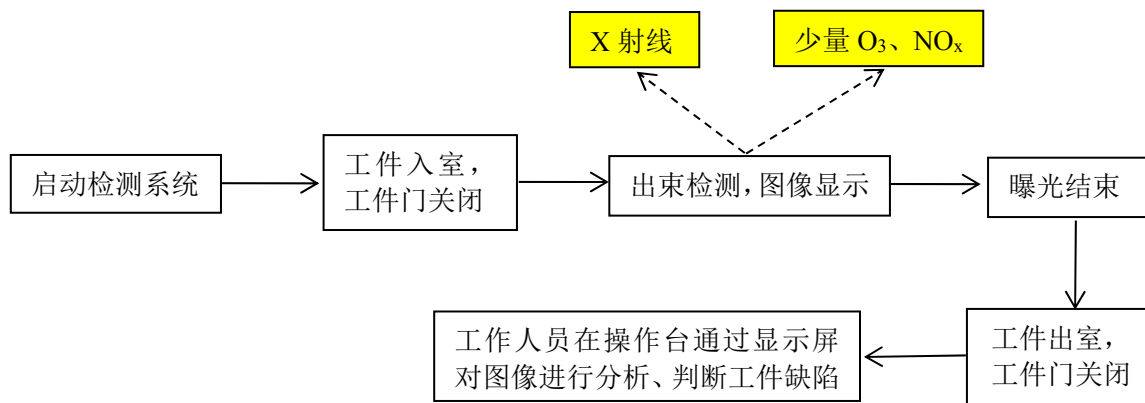 X 射线
少量 O₃、NOₓ
启动检测系统
工件入室，
工件门关闭
出束检测，图像显示
曝光结束
工件出室，
工件门关闭
工作人员在操作台通过显示屏
对图像进行分析、判断工件缺陷